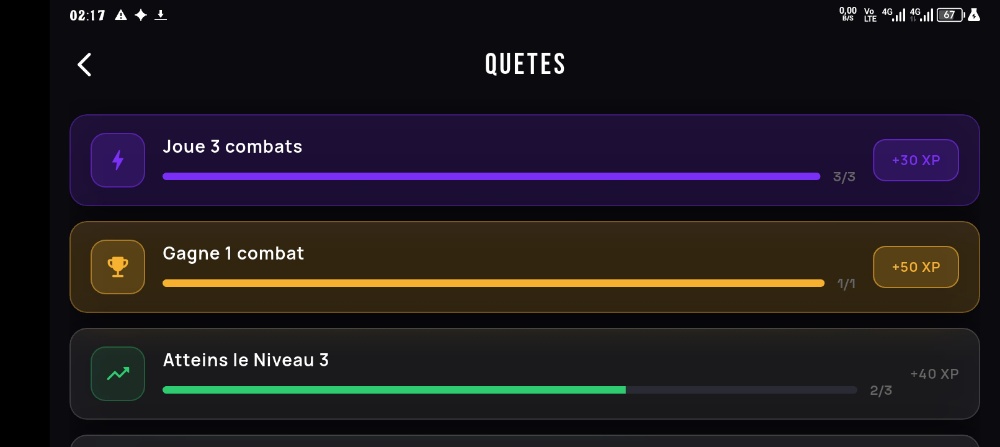 02:17
0,00 B/S Vo LTE 4G 4G 67
QUETES
Joue 3 combats
3/3
+30 XP
Gagne 1 combat
1/1
+50 XP
Atteins le Niveau 3
2/3
+40 XP